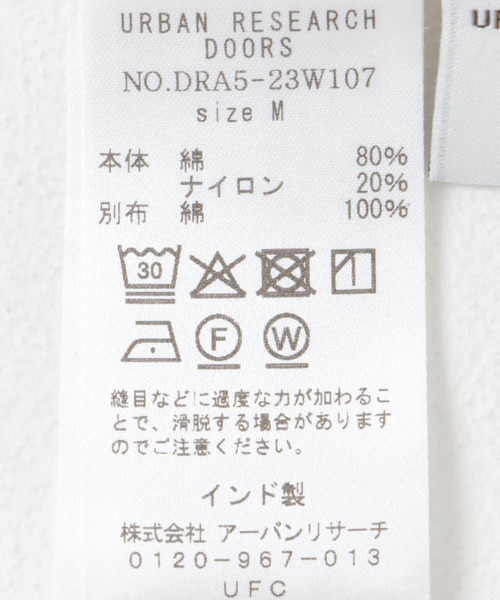 URBAN RESEARCH
DOORS
NO.DRA5-23W107
size M
本体 綿 80%
ナイロン 20%
別布 綿 100%
30
F W
縫目などに過度な力が加わるこ
とで、滑脱する場合があります
のでご注意ください。
インド製
株式会社 アーバンリサーチ
0120-967-013
UFC